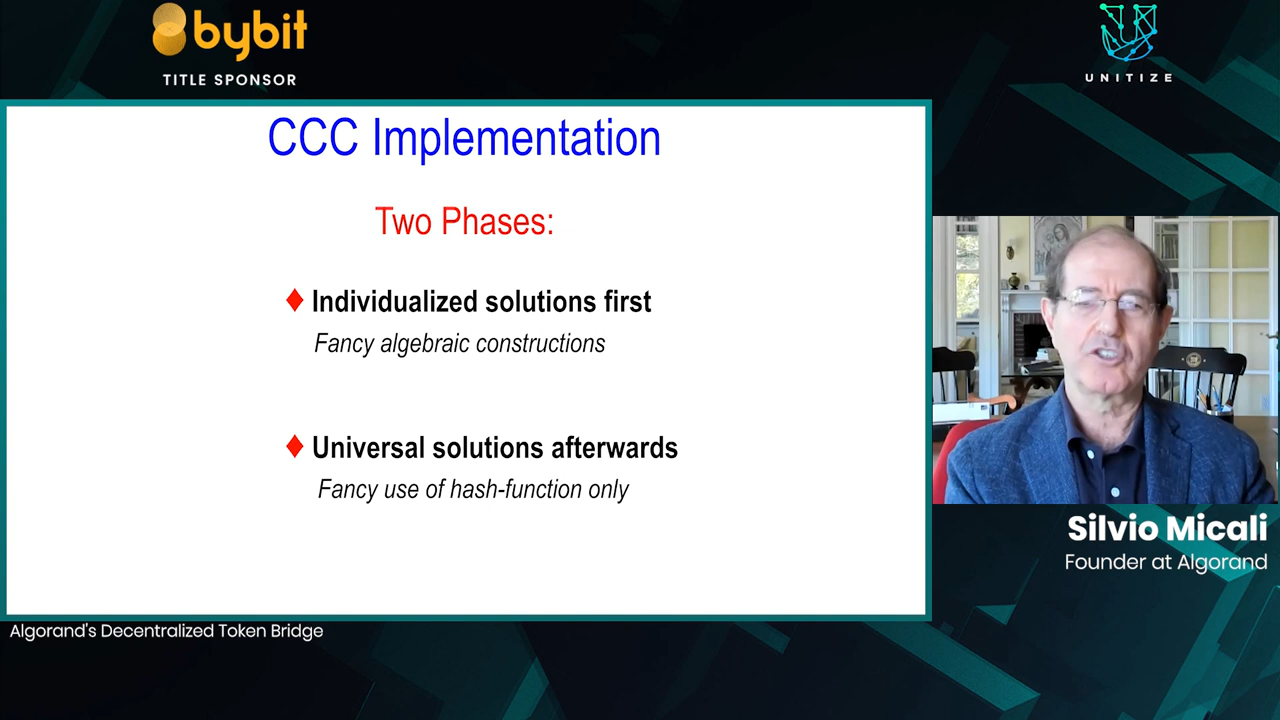 bybit
TITLE SPONSOR
UNITIZE
CCC Implementation
Two Phases:
Individualized solutions first
Fancy algebraic constructions
Universal solutions afterwards
Fancy use of hash-function only
Silvio Micali
Founder at Algorand
Algorand's Decentralized Token Bridge